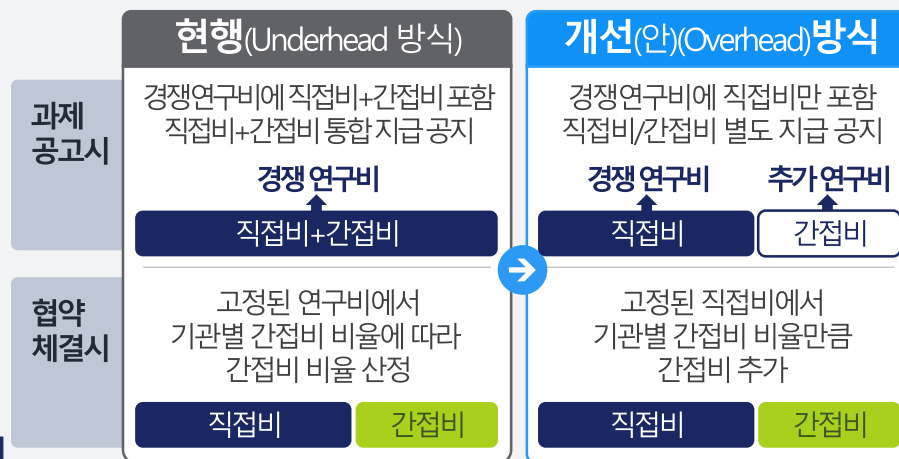 현행(Underhead 방식)
개선(안)(Overhead)방식
과제
공고시
경쟁연구비에 직접비+간접비 포함
직접비+간접비 통합 지급 공지
경쟁 연구비
직접비+간접비
경쟁연구비에 직접비만 포함
직접비/간접비 별도 지급 공지
경쟁 연구비
추가 연구비
직접비
간접비
협약
체결시
고정된 연구비에서
기관별 간접비 비율에 따라
간접비 비율 산정
직접비
간접비
고정된 직접비에서
기관별 간접비 비율만큼
간접비 추가
직접비
간접비